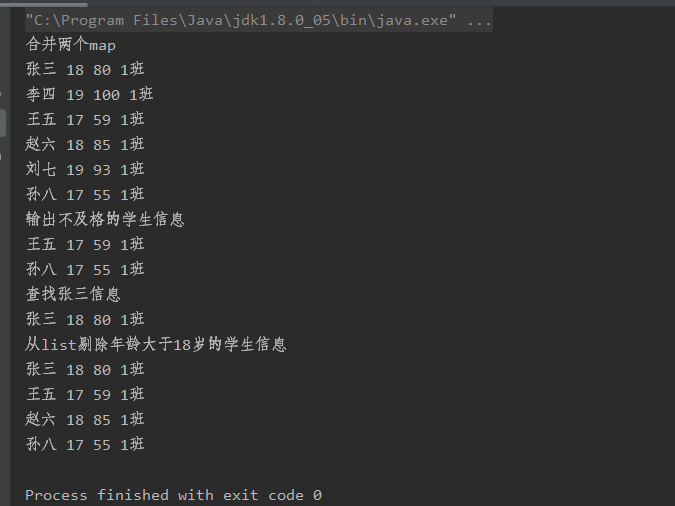 "C:\Program Files\Java\jdk1.8.0_05\bin\java.exe" ...
合并两个map
张三 18 80 1班
李四 19 100 1班
王五 17 59 1班
赵六 18 85 1班
刘七 19 93 1班
孙八 17 55 1班
输出不及格的学生信息
王五 17 59 1班
孙八 17 55 1班
查找张三信息
张三 18 80 1班
从list剔除年龄大于18岁的学生信息
张三 18 80 1班
王五 17 59 1班
赵六 18 85 1班
孙八 17 55 1班
Process finished with exit code 0